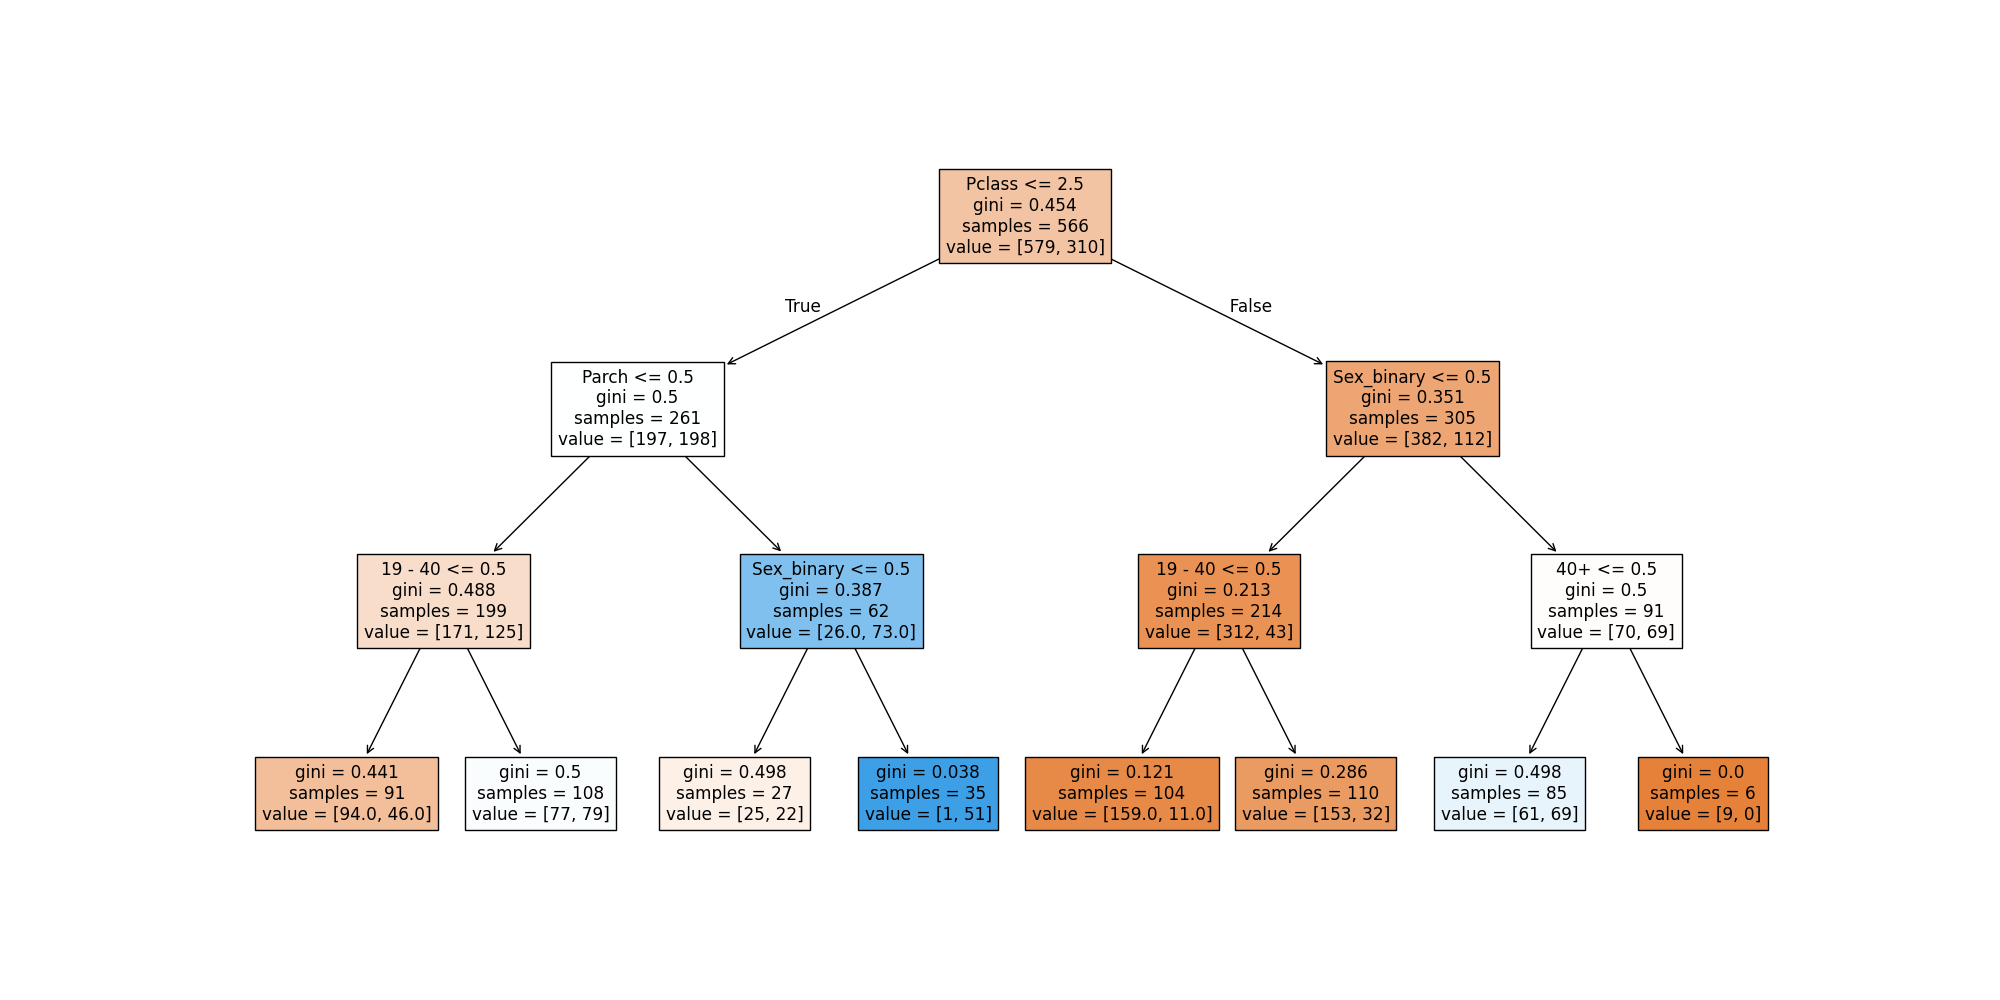 Pclass <= 2.5
gini = 0.454
samples = 566
value = [579, 310]
True
False
Parch <= 0.5
gini = 0.5
samples = 261
value = [197, 198]
Sex_binary <= 0.5
gini = 0.351
samples = 305
value = [382, 112]
19 - 40 <= 0.5
gini = 0.488
samples = 199
value = [171, 125]
Sex_binary <= 0.5
gini = 0.387
samples = 62
value = [26.0, 73.0]
19 - 40 <= 0.5
gini = 0.213
samples = 214
value = [312, 43]
40+ <= 0.5
gini = 0.5
samples = 91
value = [70, 69]
gini = 0.441
samples = 91
value = [94.0, 46.0]
gini = 0.5
samples = 108
value = [77, 79]
gini = 0.498
samples = 27
value = [25, 22]
gini = 0.038
samples = 35
value = [1, 51]
gini = 0.121
samples = 104
value = [159.0, 11.0]
gini = 0.286
samples = 110
value = [153, 32]
gini = 0.498
samples = 85
value = [61, 69]
gini = 0.0
samples = 6
value = [9, 0]